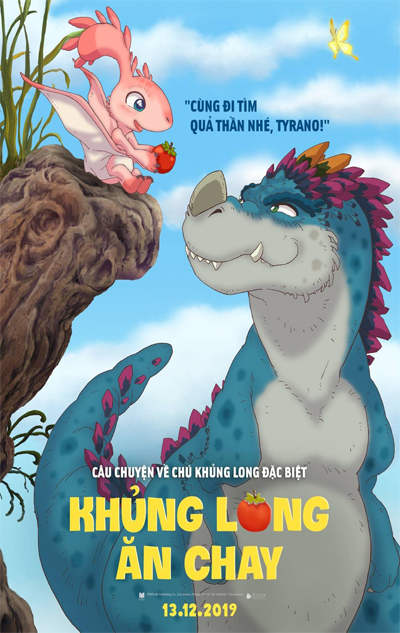 "CÙNG ĐI TÌM
QUẢ THẦN NHÉ, TYRANO!"
CÂU CHUYỆN VỀ CHÚ KHỦNG LONG ĐẶC BIỆT
KHỦNG LONG
ĂN CHAY
13.12.2019